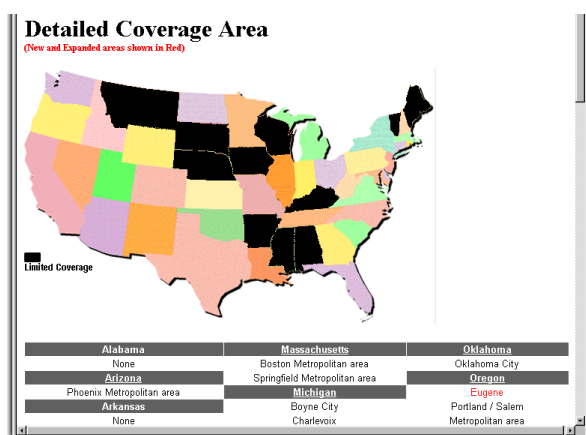 Detailed Coverage Area
(New and Expanded areas shown in Red)
Limited Coverage
Alabama Massachusetts Oklahoma
None Boston Metropolitan area Oklahoma City
Arizona Springfield Metropolitan area Oregon
Phoenix Metropolitan area Michigan Eugene
Arkansas Boyne City Portland / Salem
None Charlevoix Metropolitan area